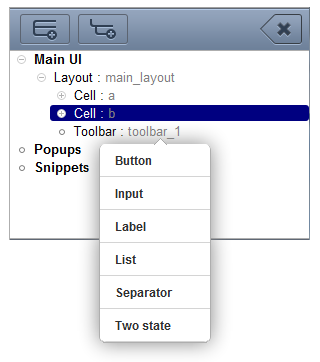 Main UI
Layout : main_layout
Cell : a
Cell : b
Toolbar : toolbar_1
Popups
Snippets
Button
Input
Label
List
Separator
Two state